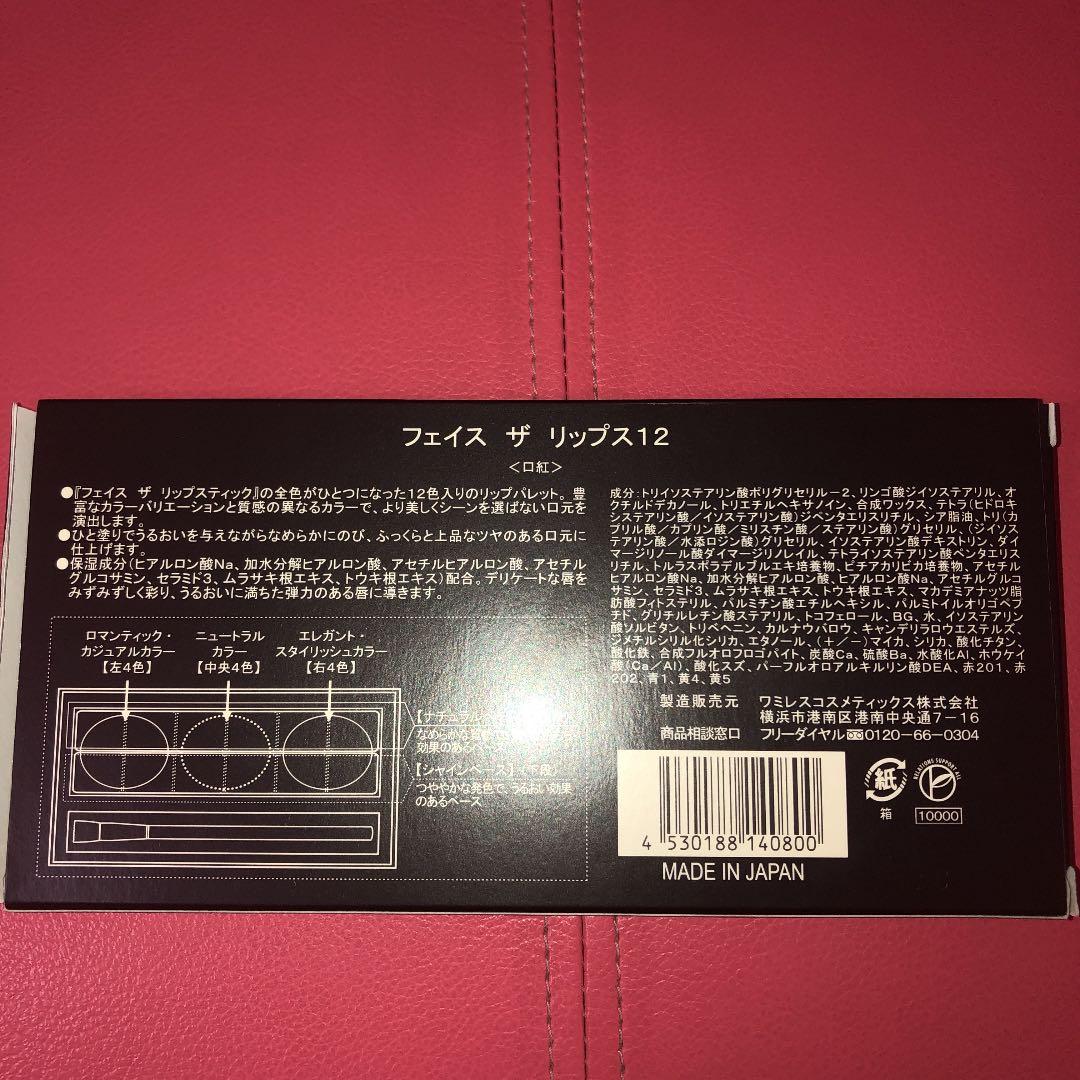 フェイス ザ リップス12
<口紅>
●『フェイス ザ リップスティック』の全色がひとつになった12色入りのリップパレット。豊
富なカラーバリエーションと質感の異なるカラーで、より美しくシーンを選ばない口元を
演出します。
●ひと塗りでうるおいを与えながらなめらかにのび、ふっくらと上品なツヤのある口元に
仕上げます。
●保湿成分(ヒアルロン酸Na、加水分解ヒアルロン酸、アセチルヒアルロン酸、アセチル
グルコサミン、セラミド3、ムラサキ根エキス、トウキ根エキス)配合。デリケートな唇を
みずみずしく彩り、うるおいに満ちた弾力のある唇に導きます。
ロマンティック・
カジュアルカラー
【左4色】
ニュートラル
カラー
【中央4色】
エレガント・
スタイリッシュカラー
【右4色】
【ナチュラル
なめらかな
効果のあるベース
【シャインベース】(下段)
つややかな発色で、うるおい効果
のあるベース
成分:トリイソステアリン酸ポリグリセリル-2、リンゴ酸ジイソステアリル、オ
クチルドデカノール、トリエチルヘキサノイン、合成ワックス、テトラ(ヒドロキ
システアリン酸/イソステアリン酸)ジペンタエリスリチル、シア脂油、トリ(カ
プリル酸/カプリン酸/ミリスチン酸/ステアリン酸)グリセリル、(ジイソ
ステアリン酸/水添ロジン酸)グリセリル、イソステアリン酸デキストリン、ダイ
マージリノール酸ダイマージリノレイル、テトライソステアリン酸ペンタエリス
リチル、トルラスポラデルブルエキ培養物、ピチアカリビカ培養物、アセチル
ヒアルロン酸Na、加水分解ヒアルロン酸、ヒアルロン酸Na、アセチルグルコ
サミン、セラミド3、ムラサキ根エキス、トウキ根エキス、マカデミアナッツ脂
肪酸フィトステリル、パルミチン酸エチルヘキシル、パルミトイルオリゴペプ
チド、グリチルレチン酸ステアリル、トコフェロール、BG、水、イソステアリン
酸ソルビタン、トリベヘニン、カルナウバロウ、キャンデリラロウエステルズ、
ジメチルシリル化シリカ、エタノール、(+/-)マイカ、シリカ、酸化チタン、
酸化鉄、合成フルオロフロゴパイト、炭酸Ca、硫酸Ba、水酸化Al、ホウケイ
酸(Ca/Al)、酸化スズ、パーフルオロアルキルリン酸DEA、赤201、赤
202、青1、黄4、黄5
製造販売元 ワミレスコスメティックス株式会社
横浜市港南区港南中央通7-16
商品相談窓口 フリーダイヤル 0120-66-0304
4 530188 140800
MADE IN JAPAN
紙
箱
RELATIONS SUPPORT ALL
10000